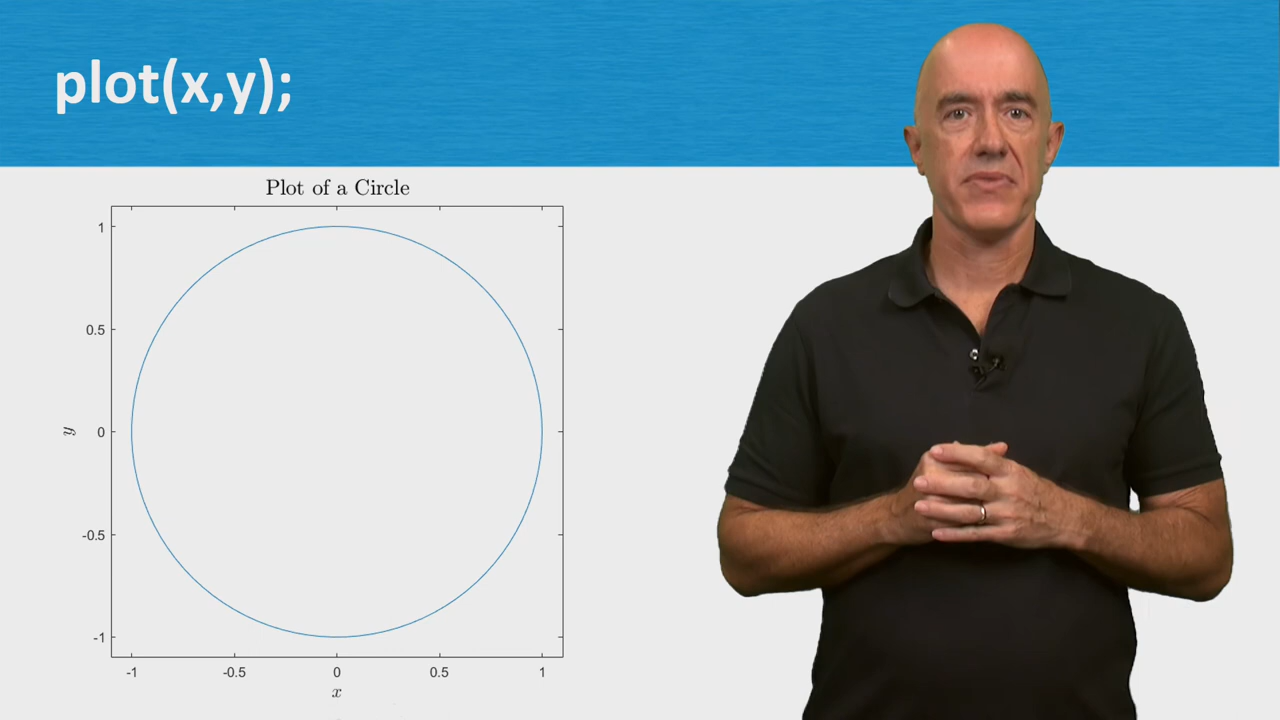 plot(x,y);
Plot of a Circle
1
0.5
0
-0.5
-1
y
-1 -0.5 0 0.5 1
x